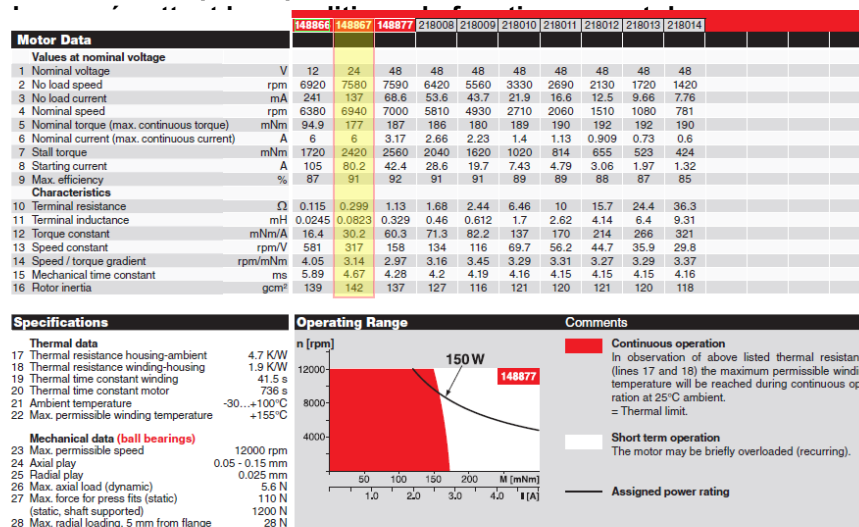 148866 148867 148877 218008 218009 218010 218011 218012 218013 218014
Motor Data
Values at nominal voltage
1 Nominal voltage V 12 24 48 48 48 48 48 48 48 48
2 No load speed rpm 6920 7580 7590 6420 5560 3330 2690 2130 1720 1420
3 No load current mA 241 137 68.6 53.6 43.7 21.9 16.6 12.5 9.66 7.76
4 Nominal speed rpm 6380 6940 7000 5810 4930 2710 2060 1510 1080 781
5 Nominal torque (max. continuous torque) mNm 94.9 177 187 186 180 189 190 192 192 190
6 Nominal current (max. continuous current) A 6 6 3.17 2.66 2.23 1.4 1.13 0.909 0.73 0.6
7 Stall torque mNm 1720 2420 2560 2040 1620 1020 814 655 523 424
8 Starting current A 105 80.2 42.4 28.6 19.7 7.43 4.79 3.06 1.97 1.32
9 Max. efficiency % 87 91 92 91 91 89 89 88 87 85
Characteristics
10 Terminal resistance Ω 0.115 0.299 1.13 1.68 2.44 6.46 10 15.7 24.4 36.3
11 Terminal inductance mH 0.0245 0.0823 0.329 0.46 0.612 1.7 2.62 4.14 6.4 9.31
12 Torque constant mNm/A 16.4 30.2 60.3 71.3 82.2 137 170 214 266 321
13 Speed constant rpm/V 581 317 158 134 116 69.7 56.2 44.7 35.9 29.8
14 Speed / torque gradient rpm/mNm 4.05 3.14 2.97 3.16 3.45 3.29 3.31 3.27 3.29 3.37
15 Mechanical time constant ms 5.89 4.67 4.28 4.2 4.19 4.16 4.15 4.15 4.15 4.16
16 Rotor inertia gcm² 139 142 137 127 116 121 120 121 120 118
Specifications
Thermal data
17 Thermal resistance housing-ambient 4.7 K/W
18 Thermal resistance winding-housing 1.9 K/W
19 Thermal time constant winding 41.5 s
20 Thermal time constant motor 736 s
21 Ambient temperature -30...+100°C
22 Max. permissible winding temperature +155°C
Mechanical data (ball bearings)
23 Max. permissible speed 12000 rpm
24 Axial play 0.05 - 0.15 mm
25 Radial play 0.025 mm
26 Max. axial load (dynamic) 5.6 N
27 Max. force for press fits (static) 110 N
(static, shaft supported) 1200 N
28 Max. radial loading, 5 mm from flange 28 N
Operating Range
n [rpm]
150 W
12000
148877
8000
4000
50 100 150 200 M [mNm]
1.0 2.0 3.0 4.0 I [A]
Comments
Continuous operation
In observation of above listed thermal resistan
(lines 17 and 18) the maximum permissible windi
temperature will be reached during continuous op
ration at 25°C ambient.
= Thermal limit.
Short term operation
The motor may be briefly overloaded (recurring).
Assigned power rating